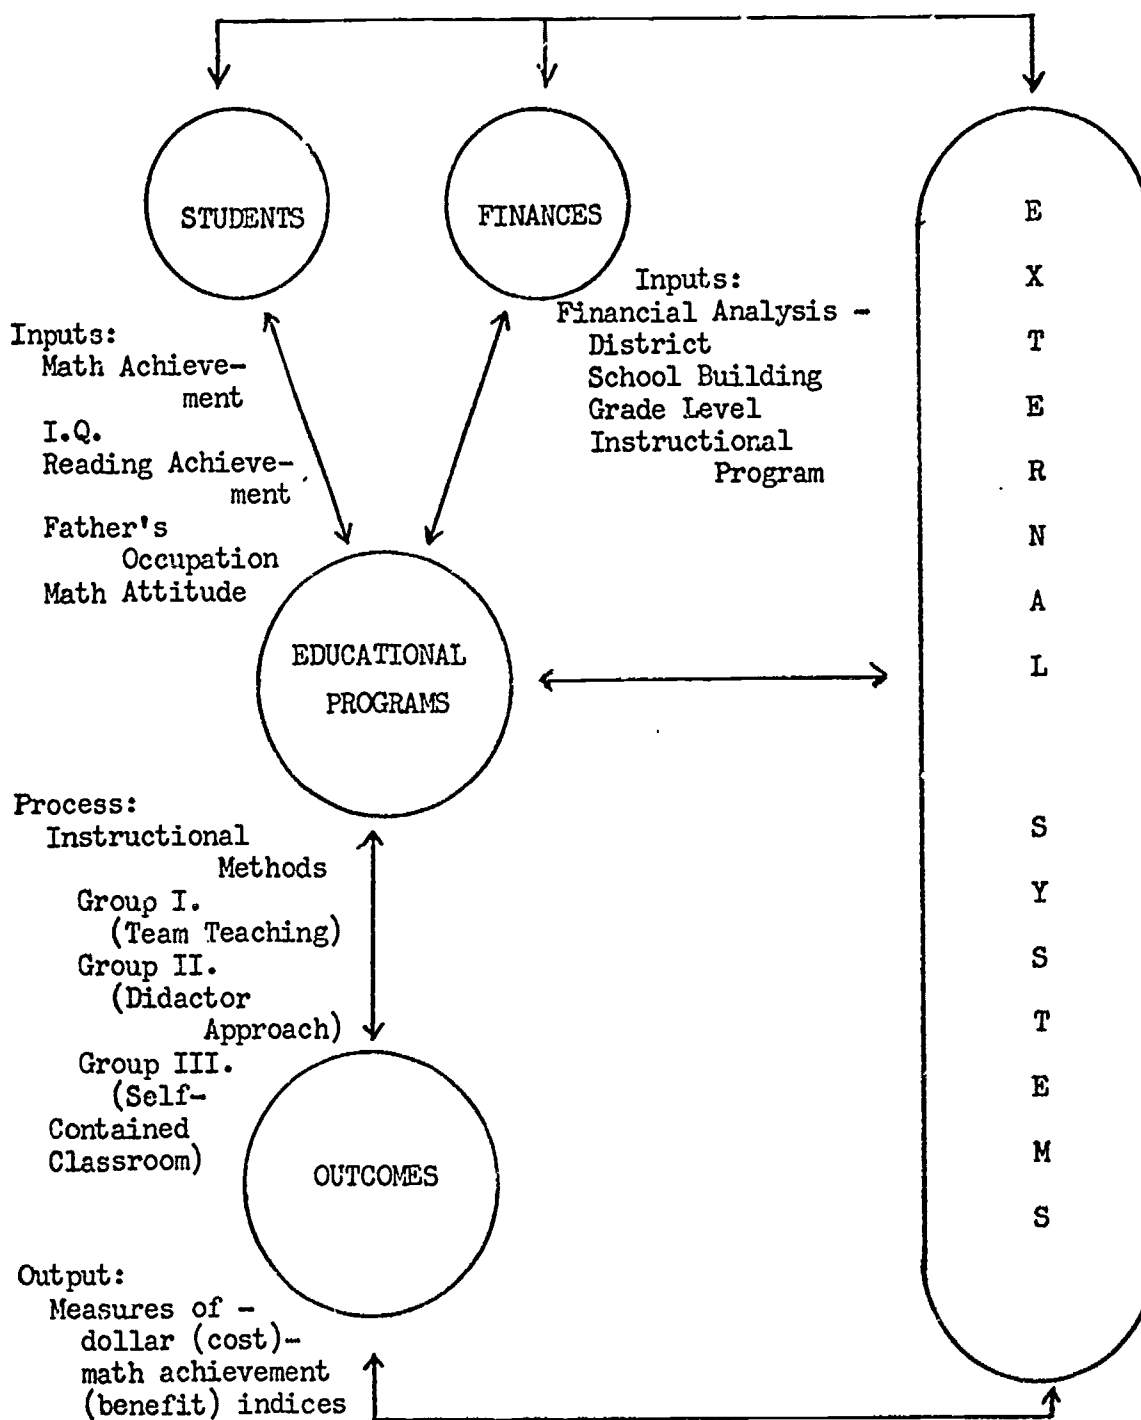 STUDENTS
FINANCES
Inputs:
Math Achieve-
ment
I.Q.
Reading Achieve-
ment
Father's
Occupation
Math Attitude
Inputs:
Financial Analysis -
District
School Building
Grade Level
Instructional
Program
EDUCATIONAL
PROGRAMS
Process:
Instructional
Methods
Group I.
(Team Teaching)
Group II.
(Didactor
Approach)
Group III.
(Self-
Contained
Classroom)
OUTCOMES
Output:
Measures of -
dollar (cost)-
math achievement
(benefit) indices
E
X
T
E
R
N
A
L
S
Y
S
T
E
M
S